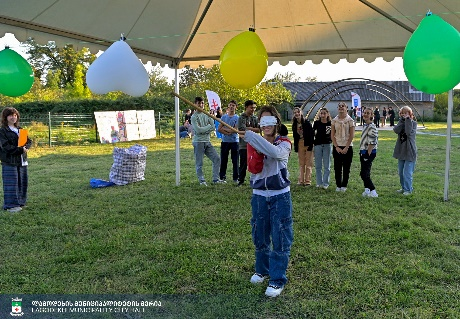 ᲚᲐᲒᲝᲓᲔᲮᲘᲡ ᲛᲣᲜᲘᲪᲘᲞᲐᲚᲘᲢᲔᲢᲘᲡ ᲛᲔᲠᲘᲐ
LAGODEKHI MUNICIPALITY CITY HALL